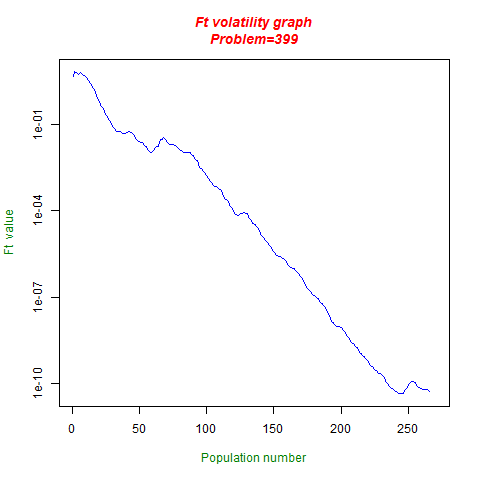 Ft volatility graph
Problem=399
1e-01
1e-04
1e-07
1e-10
Ft value
0 50 100 150 200 250
Population number